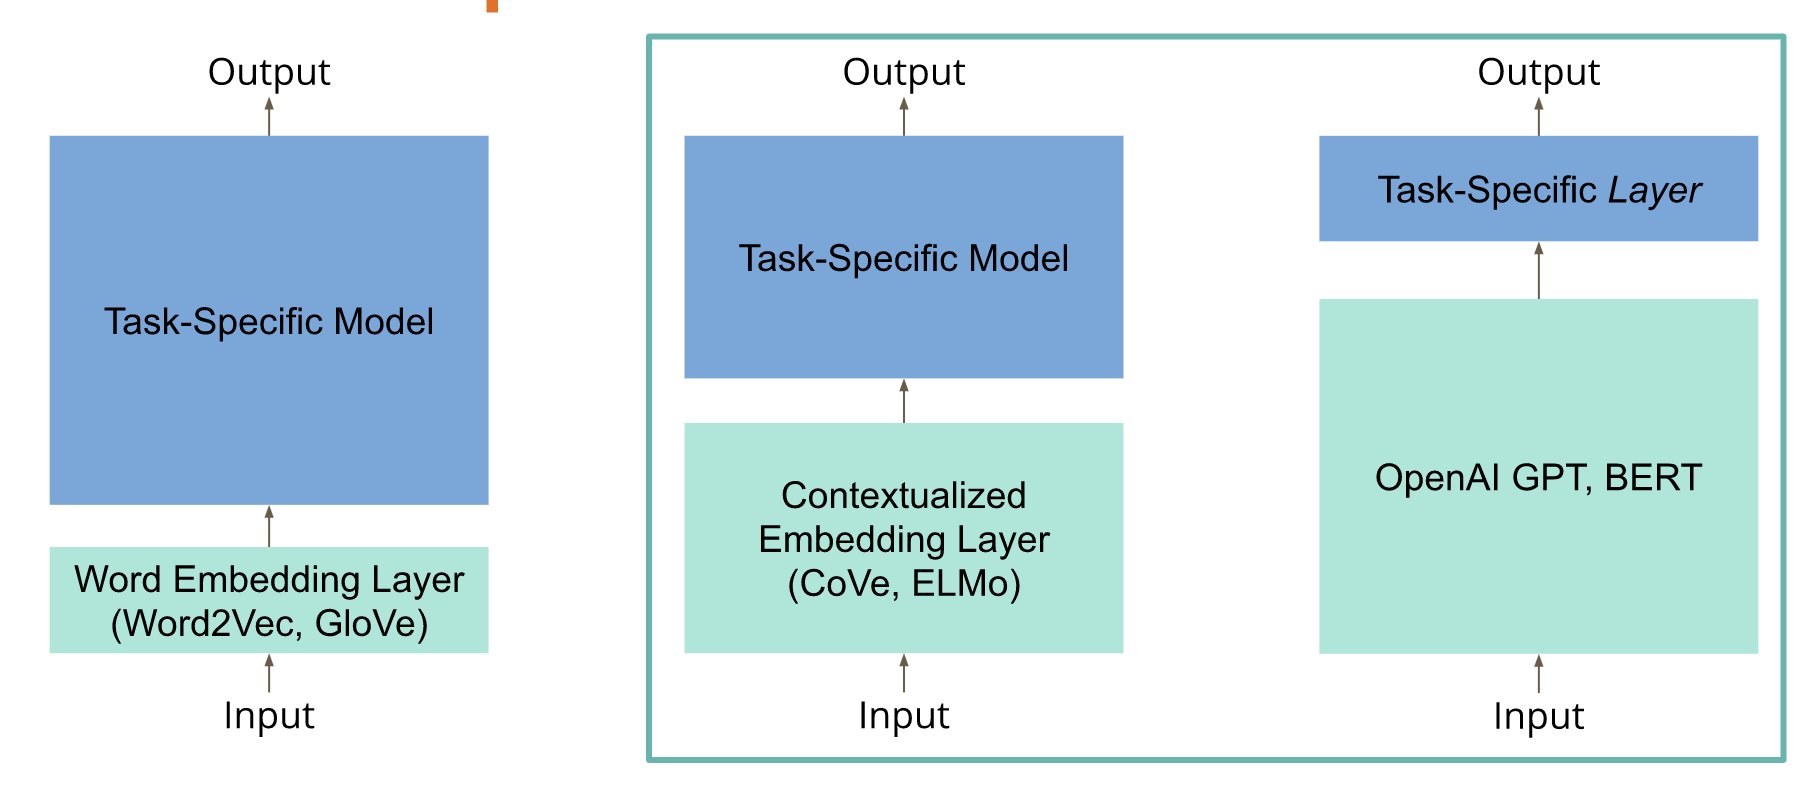 Output
Task-Specific Model
Word Embedding Layer
(Word2Vec, GloVe)
Input
Output
Task-Specific Model
Contextualized
Embedding Layer
(CoVe, ELMo)
Input
Output
Task-Specific Layer
OpenAI GPT, BERT
Input